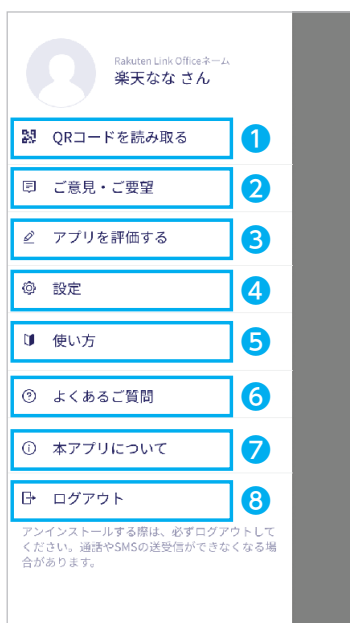 Rakuten Link Officeネーム
楽天なな さん
QRコードを読み取る 1
ご意見・ご要望 2
アプリを評価する 3
設定 4
使い方 5
よくあるご質問 6
本アプリについて 7
ログアウト 8
アンインストールする際は、必ずログアウトして
ください。通話やSMSの送受信ができなくなる場
合があります。